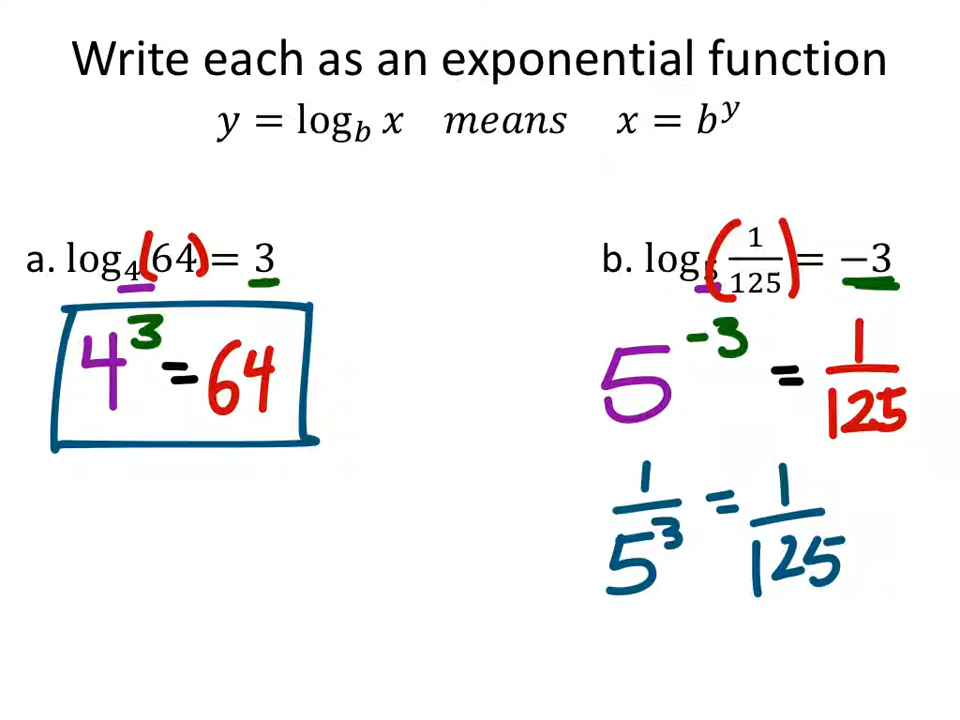 Write each as an exponential function
y = log_b x   means   x = b^y
a. log_4 (64) = 3
4^3 = 64
b. log_5 (1/125) = −3
5^-3 = 1/125
1/5^3 = 1/125